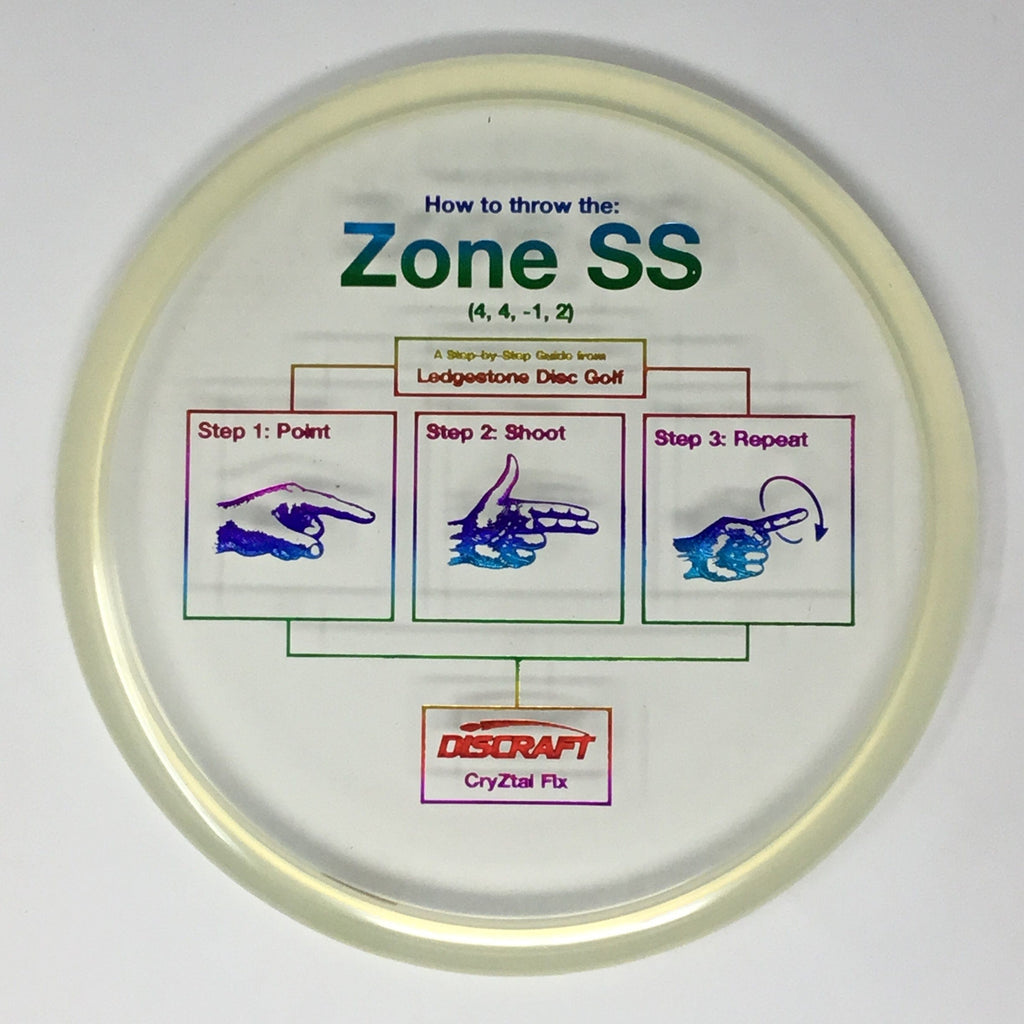 How to throw the:
Zone SS
(4, 4, -1, 2)
A Step-by-Step Guide from
Ledgestone Disc Golf
Step 1: Point
Step 2: Shoot
Step 3: Repeat
DISCRAFT
CryZtal Flx